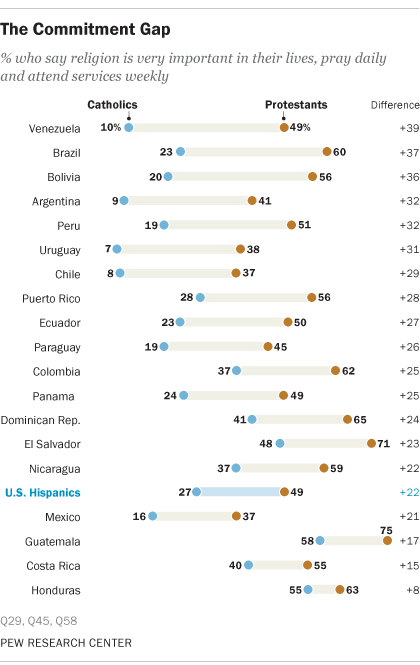 The Commitment Gap
% who say religion is very important in their lives, pray daily
and attend services weekly
Catholics Protestants Difference
Venezuela 10% 49% +39
Brazil 23 60 +37
Bolivia 20 56 +36
Argentina 9 41 +32
Peru 19 51 +32
Uruguay 7 38 +31
Chile 8 37 +29
Puerto Rico 28 56 +28
Ecuador 23 50 +27
Paraguay 19 45 +26
Colombia 37 62 +25
Panama 24 49 +25
Dominican Rep. 41 65 +24
El Salvador 48 71 +23
Nicaragua 37 59 +22
U.S. Hispanics 27 49 +22
Mexico 16 37 +21
Guatemala 58 75 +17
Costa Rica 40 55 +15
Honduras 55 63 +8
Q29, Q45, Q58
PEW RESEARCH CENTER